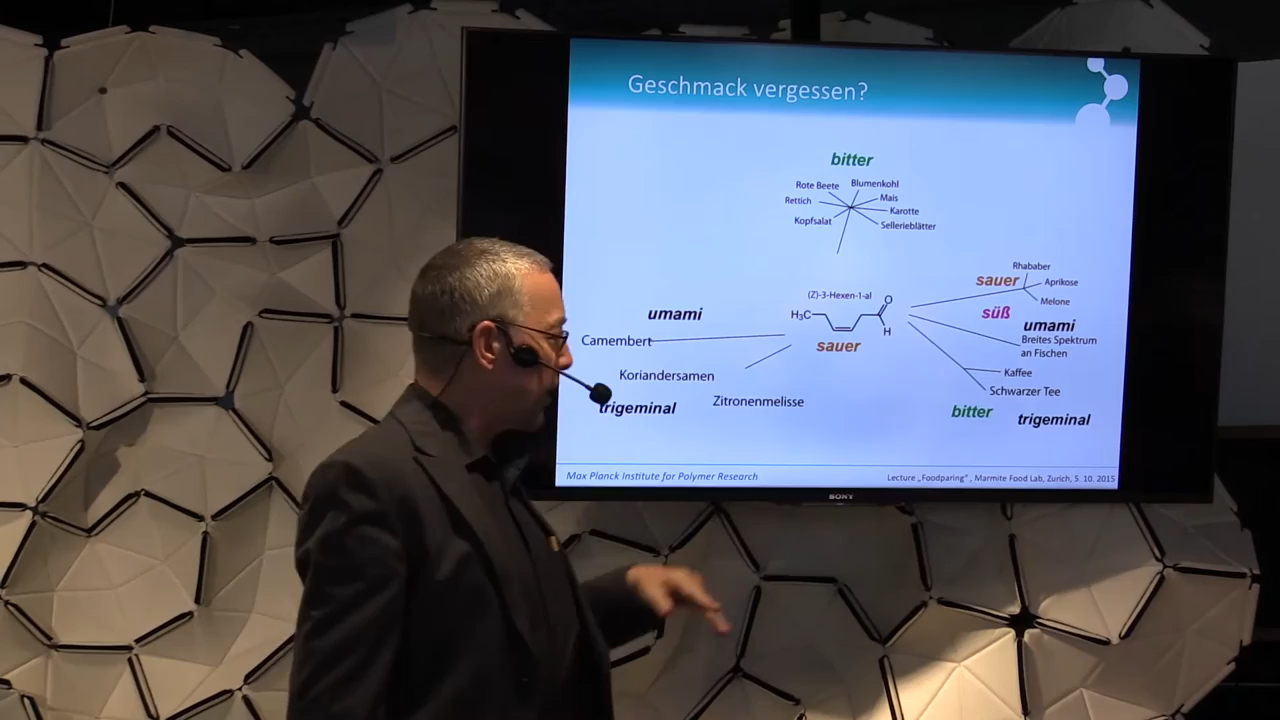 Geschmack vergessen?
bitter
Rote Beete
Blumenkohl
Rettich
Mais
Karotte
Kopfsalat
Sellerieblätter
umami
Camembert
Koriandersamen
trigeminal
Zitronenmelisse
(Z)-3-Hexen-1-al
H₃C
O
H
sauer
Rhababer
sauer
Aprikose
Melone
süß
umami
Breites Spektrum
an Fischen
Kaffee
Schwarzer Tee
bitter
trigeminal
Max Planck Institute for Polymer Research
Lecture „Foodparing" , Marmite Food Lab, Zurich, 5. 10. 2015
SONY